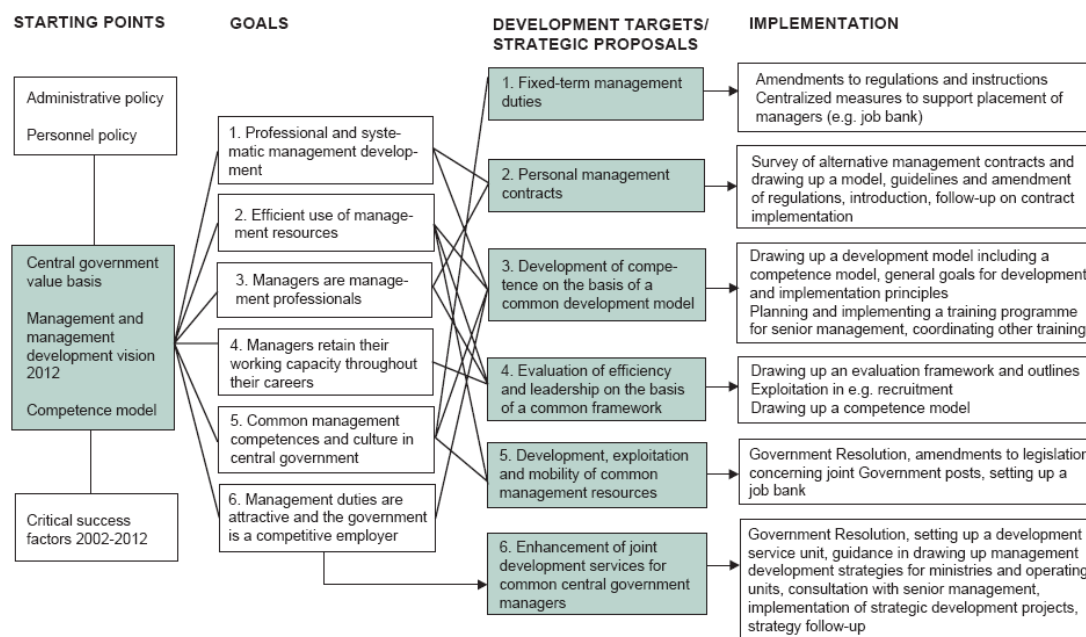 STARTING POINTS
GOALS
DEVELOPMENT TARGETS/
STRATEGIC PROPOSALS
IMPLEMENTATION
Administrative policy
Personnel policy
Central government
value basis
Management and
management
development vision
2012
Competence model
Critical success
factors 2002-2012
1. Professional and syste-
matic management develop-
ment
2. Efficient use of manage-
ment resources
3. Managers are manage-
ment professionals
4. Managers retain their
working capacity throughout
their careers
5. Common management
competences and culture in
central government
6. Management duties are
attractive and the government
is a competitive employer
1. Fixed-term management
duties
2. Personal management
contracts
3. Development of compe-
tence on the basis of a
common development model
4. Evaluation of efficiency
and leadership on the basis
of a common framework
5. Development, exploitation
and mobility of common
management resources
6. Enhancement of joint
development services for
common central government
managers
Amendments to regulations and instructions
Centralized measures to support placement of
managers (e.g. job bank)
Survey of alternative management contracts and
drawing up a model, guidelines and amendment
of regulations, introduction, follow-up on contract
implementation
Drawing up a development model including a
competence model, general goals for development
and implementation principles
Planning and implementing a training programme
for senior management, coordinating other training
Drawing up an evaluation framework and outlines
Exploitation in e.g. recruitment
Drawing up a competence model
Government Resolution, amendments to legislation
concerning joint Government posts, setting up a
job bank
Government Resolution, setting up a development
service unit, guidance in drawing up management
development strategies for ministries and operating
units, consultation with senior management,
implementation of strategic development projects,
strategy follow-up